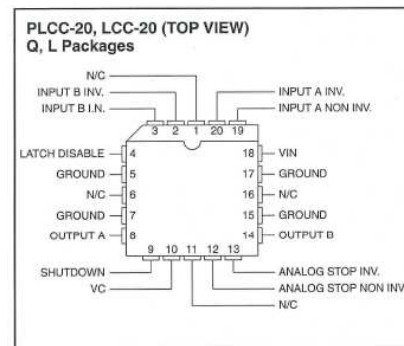 PLCC-20, LCC-20 (TOP VIEW)
Q, L Packages
N/C
INPUT B INV.
INPUT B I.N.
INPUT A INV.
INPUT A NON INV.
3 2 1 20 19
LATCH DISABLE 4
GROUND 5
N/C 6
GROUND 7
OUTPUT A 8
18 VIN
17 GROUND
16 N/C
15 GROUND
14 OUTPUT B
9 10 11 12 13
SHUTDOWN
VC
ANALOG STOP INV.
ANALOG STOP NON INV.
N/C